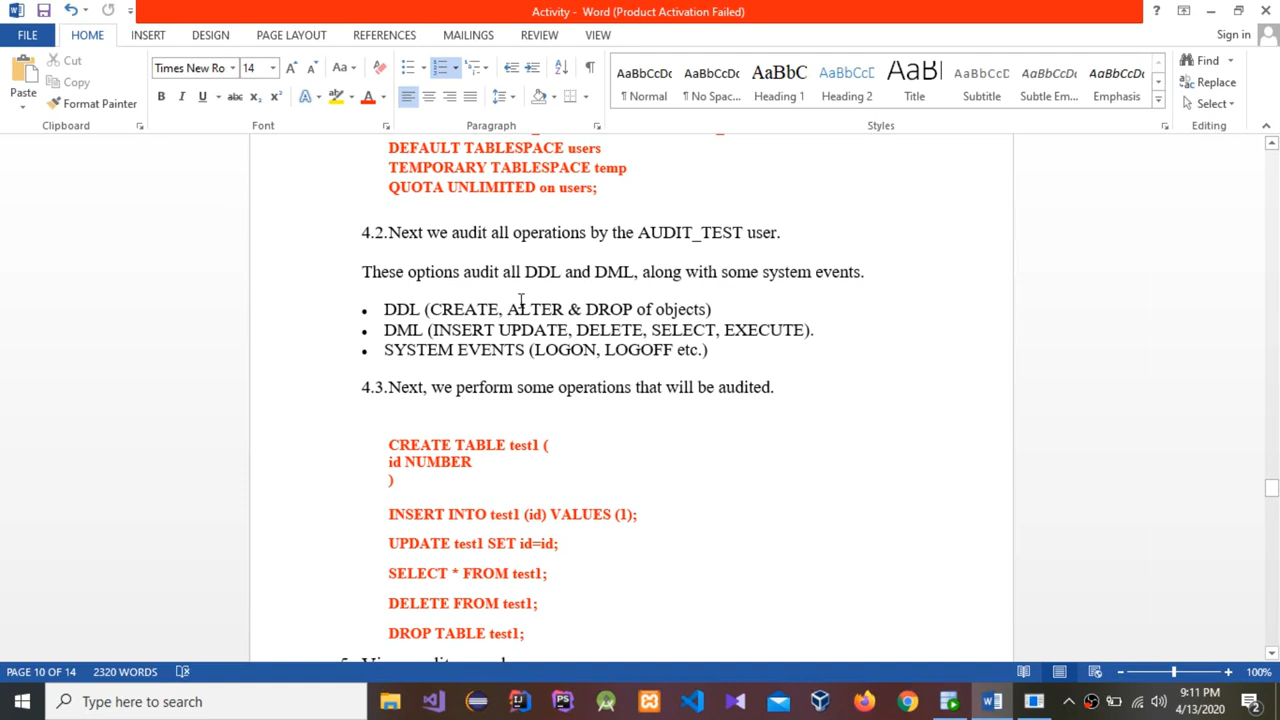 Activity - Word (Product Activation Failed)
FILE HOME INSERT DESIGN PAGE LAYOUT REFERENCES MAILINGS REVIEW VIEW Sign in
Cut
Copy
Format Painter
Paste
Clipboard
Times New Ro 14
Font
Paragraph
AaBbCcDc AaBbCcDc AaBbC AaBbCcD AaBl AaBbCcD AaBbCcDc AaBbCcDc
¶ Normal ¶ No Spac... Heading 1 Heading 2 Title Subtitle Subtle Em... Emphasis
Styles
Find
Replace
Select
Editing
DEFAULT TABLESPACE users
TEMPORARY TABLESPACE temp
QUOTA UNLIMITED on users;
4.2.Next we audit all operations by the AUDIT_TEST user.
These options audit all DDL and DML, along with some system events.
• DDL (CREATE, ALTER & DROP of objects)
• DML (INSERT UPDATE, DELETE, SELECT, EXECUTE).
• SYSTEM EVENTS (LOGON, LOGOFF etc.)
4.3.Next, we perform some operations that will be audited.
CREATE TABLE test1 (
id NUMBER
)
INSERT INTO test1 (id) VALUES (1);
UPDATE test1 SET id=id;
SELECT * FROM test1;
DELETE FROM test1;
DROP TABLE test1;
PAGE 10 OF 14 2320 WORDS 100%
Type here to search
9:11 PM
4/13/2020